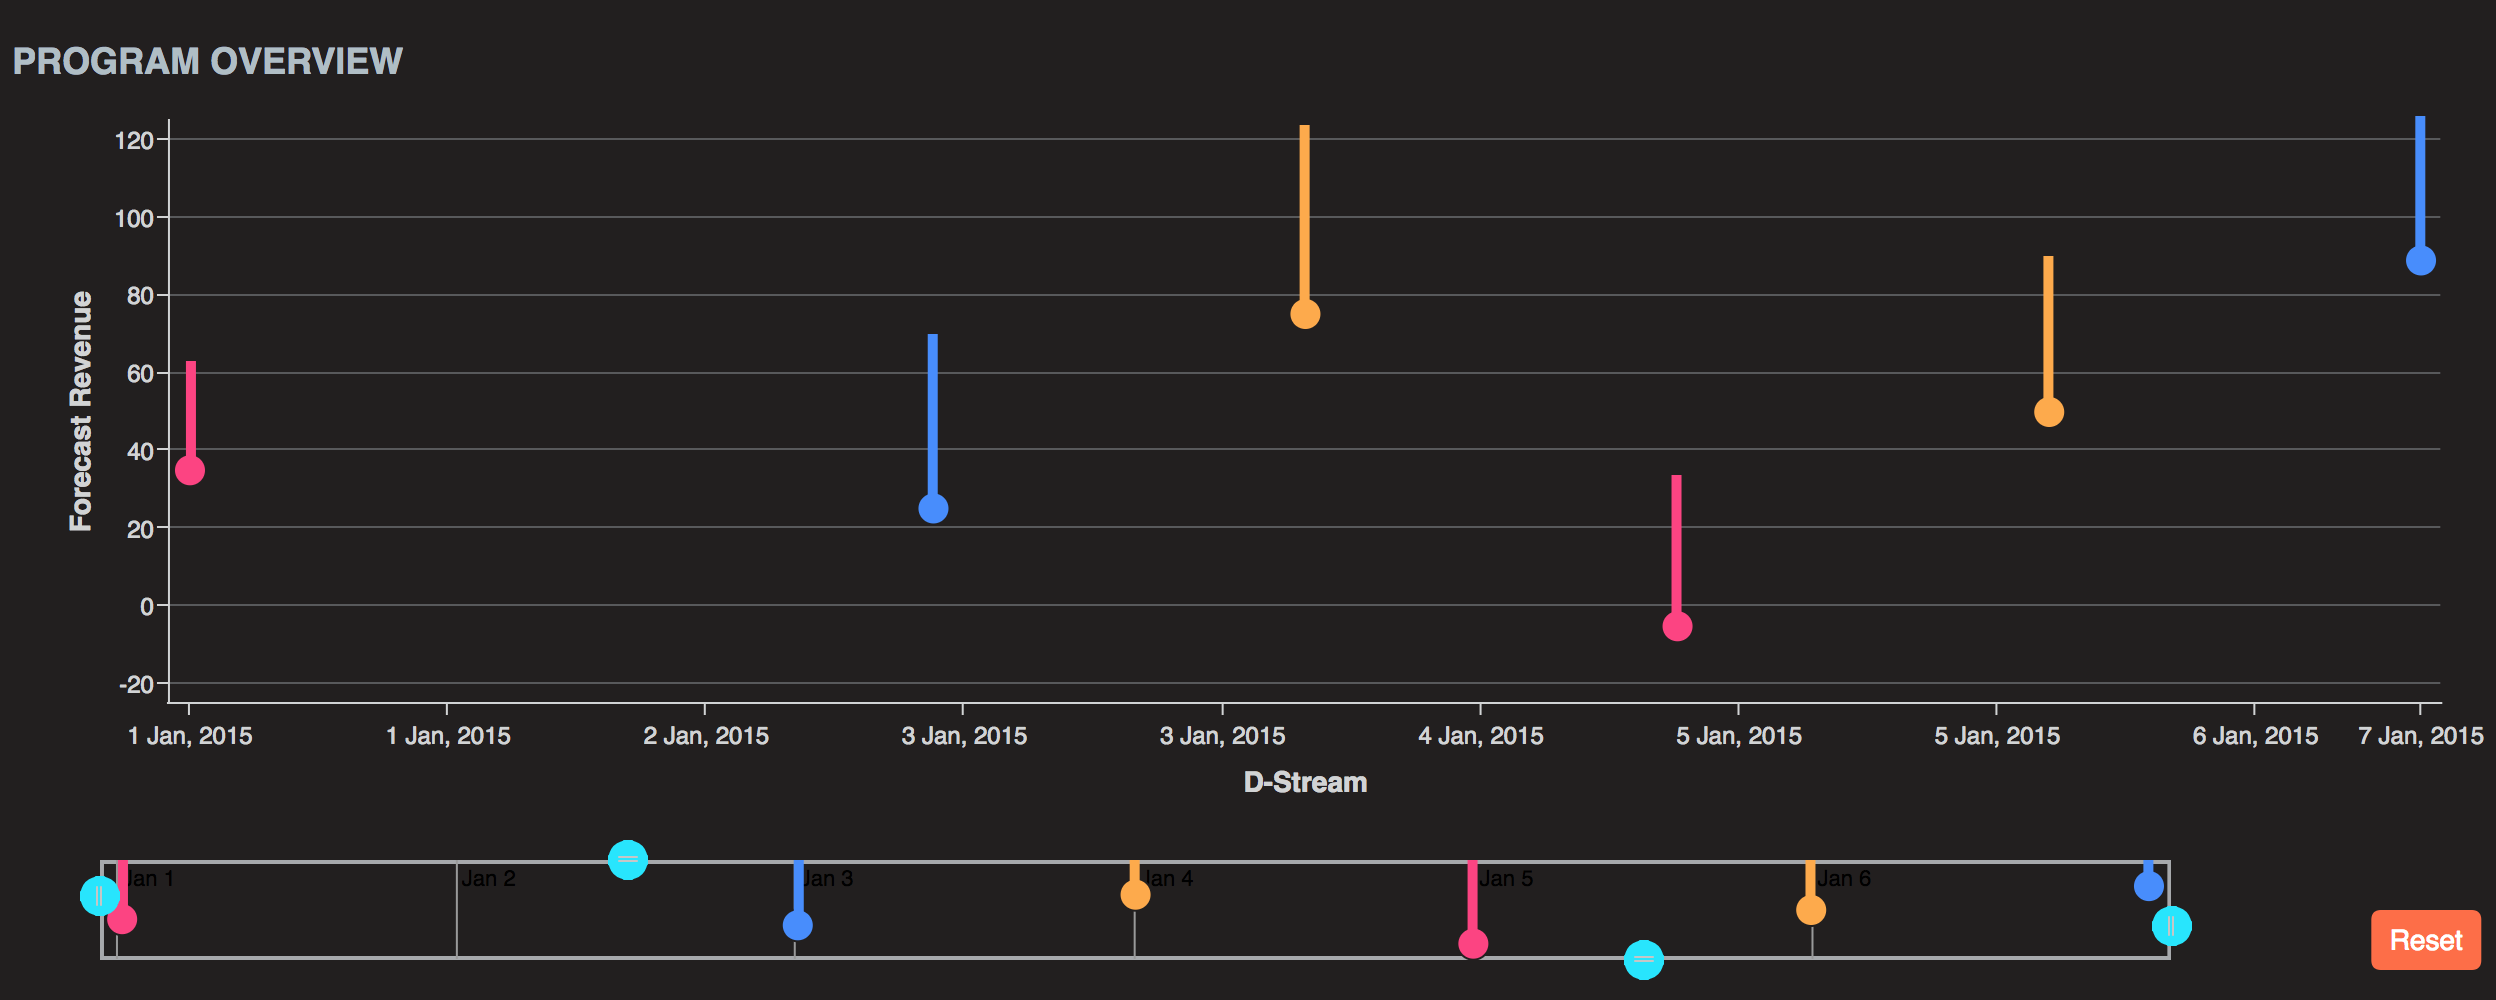 PROGRAM OVERVIEW
120
100
80
60
40
20
0
-20
Forecast Revenue
1 Jan, 2015
1 Jan, 2015
2 Jan, 2015
3 Jan, 2015
3 Jan, 2015
4 Jan, 2015
5 Jan, 2015
5 Jan, 2015
6 Jan, 2015
7 Jan, 2015
D-Stream
Jan 1
Jan 2
Jan 3
Jan 4
Jan 5
Jan 6
Reset